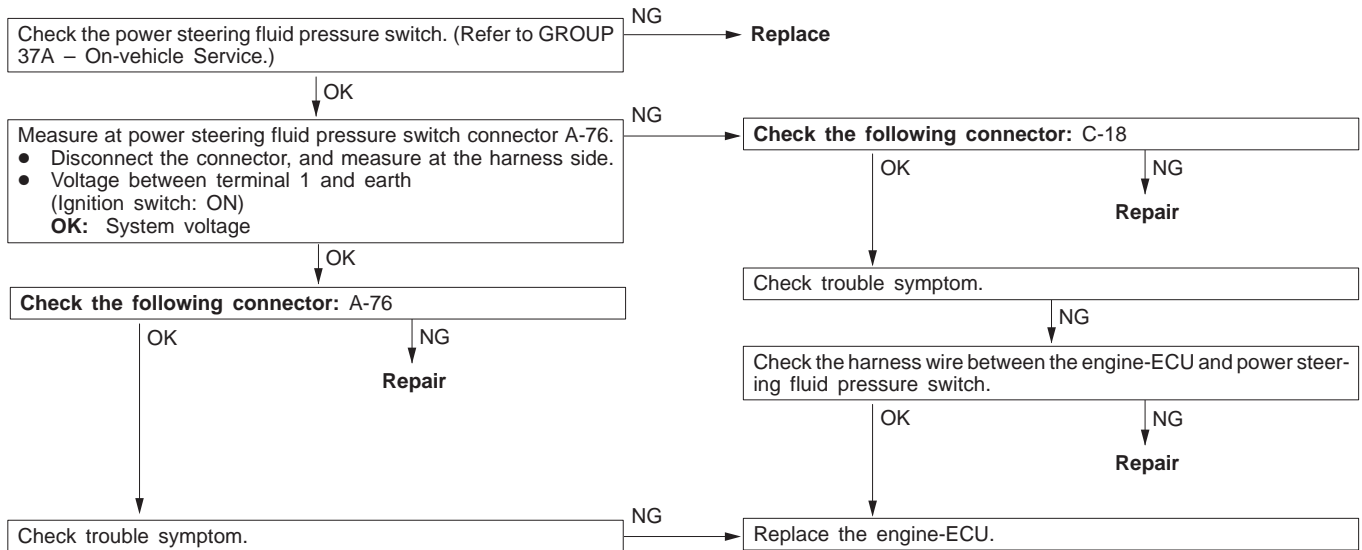 Check the power steering fluid pressure switch. (Refer to GROUP
37A – On-vehicle Service.)
NG
Replace
OK
Measure at power steering fluid pressure switch connector A-76.
● Disconnect the connector, and measure at the harness side.
● Voltage between terminal 1 and earth
(Ignition switch: ON)
OK: System voltage
NG
Check the following connector: C-18
OK
NG
Repair
OK
Check the following connector: A-76
OK
NG
Repair
Check trouble symptom.
NG
Check the harness wire between the engine-ECU and power steer-
ing fluid pressure switch.
OK
NG
Repair
Check trouble symptom.
NG
Replace the engine-ECU.